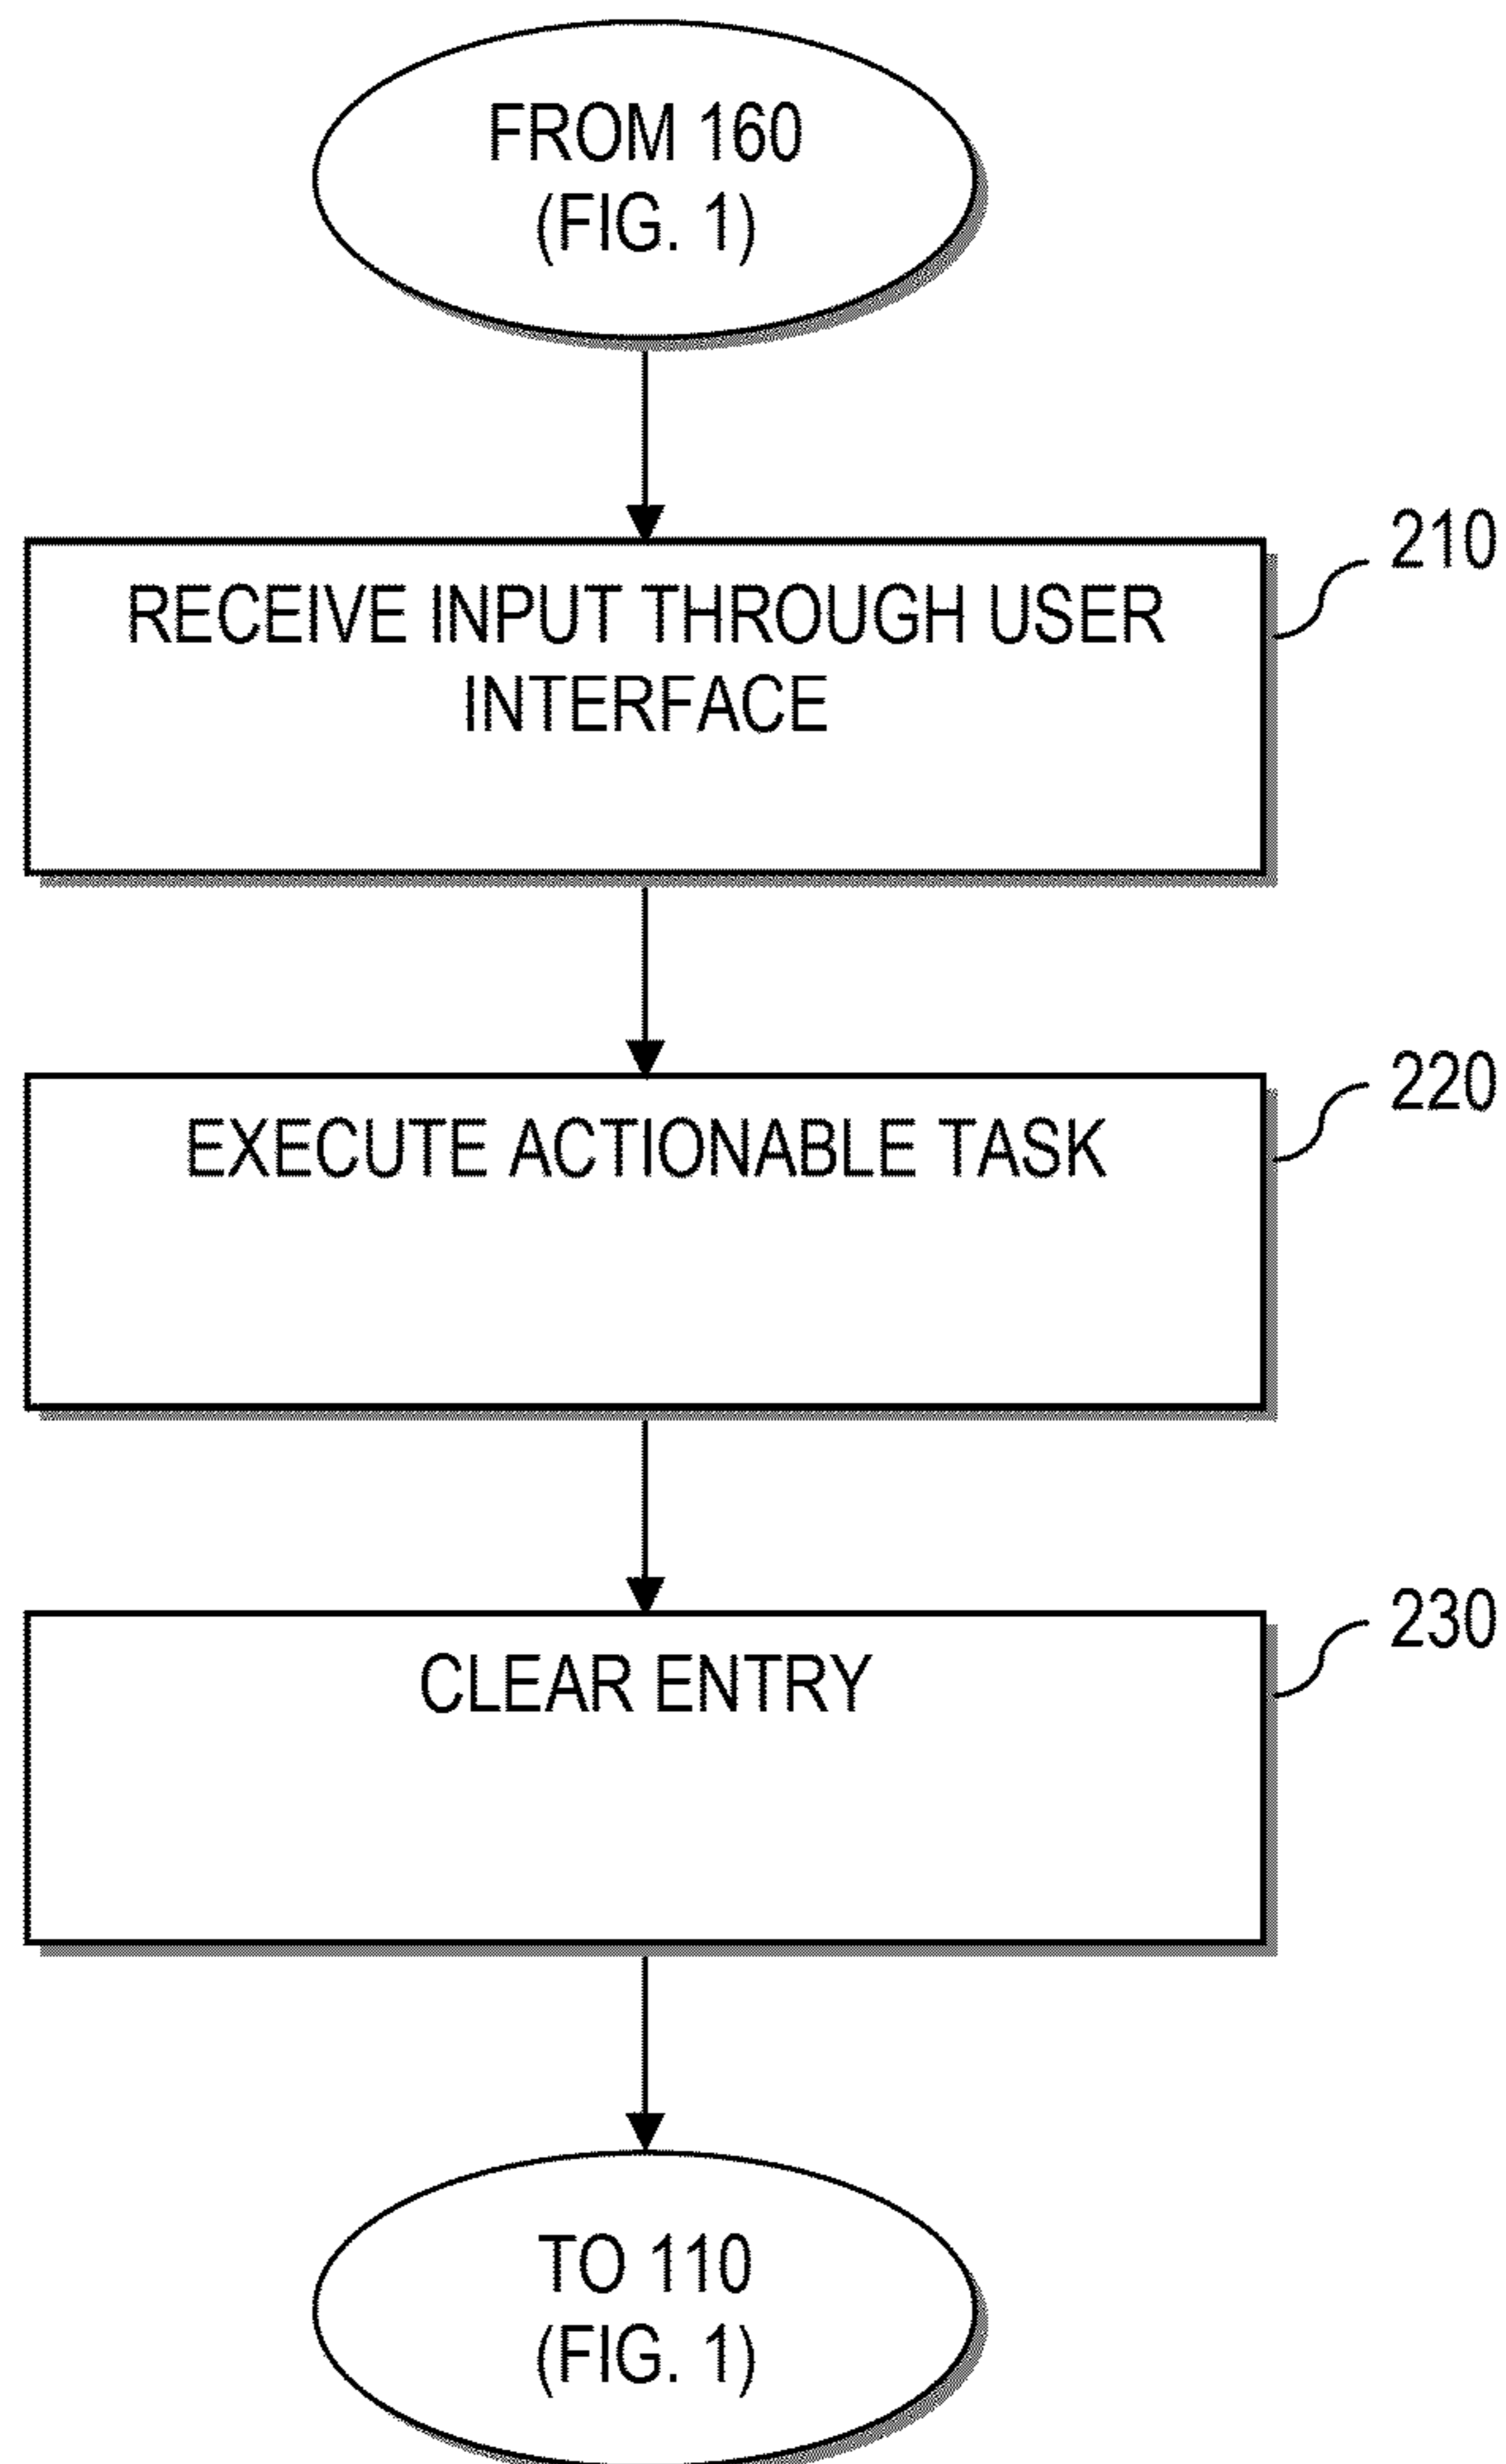 FROM 160
(FIG. 1)
210
RECEIVE INPUT THROUGH USER
INTERFACE
220
EXECUTE ACTIONABLE TASK
230
CLEAR ENTRY
TO 110
(FIG. 1)